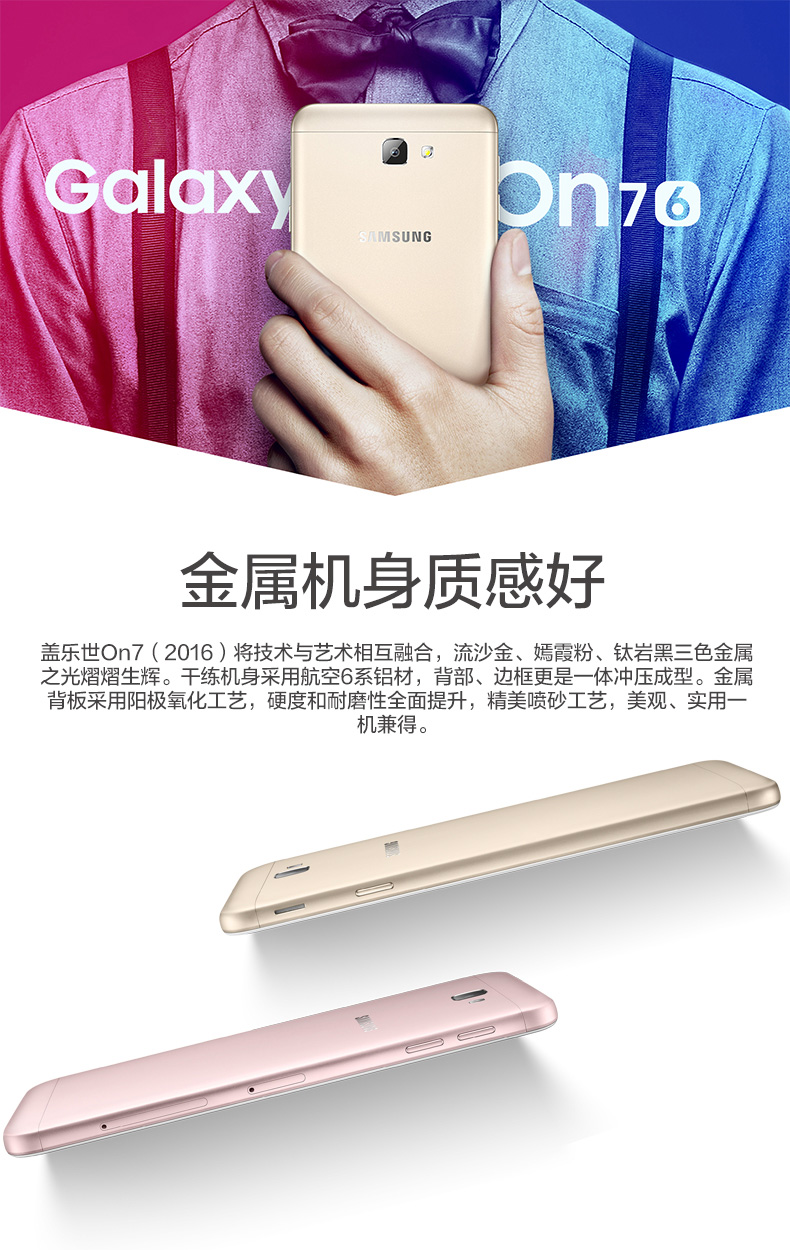 Galaxy On7 6
SAMSUNG
金属机身质感好
盖乐世On7（2016）将技术与艺术相互融合，流沙金、嫣霞粉、钛岩黑三色金属
之光熠熠生辉。干练机身采用航空6系铝材，背部、边框更是一体冲压成型。金属
背板采用阳极氧化工艺，硬度和耐磨性全面提升，精美喷砂工艺，美观、实用一
机兼得。
SAMSUNG
SAMSUNG